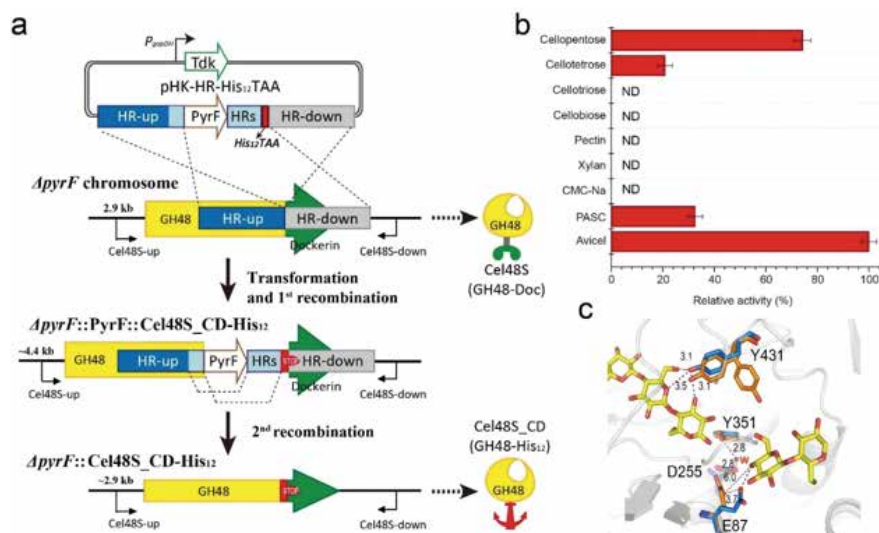 a
P gapDH
Tdk
pHK-HR-His12TAA
HR-up PyrF HRs HR-down
His12TAA
ΔpyrF chromosome
2.9 kb GH48 HR-up HR-down
Dockerin
Cel48S-up Cel48S-down
GH48
Cel48S
(GH48-Doc)
Transformation
and 1st recombination
ΔpyrF::PyrF::Cel48S_CD-His12
~4.4 kb GH48 HR-up PyrF HRs STOP HR-down
Dockerin
Cel48S-up Cel48S-down
2nd recombination
ΔpyrF::Cel48S_CD-His12
~2.9 kb GH48 STOP
Cel48S-up Cel48S-down
Cel48S_CD
(GH48-His12)
GH48
b
Cellopentose
Cellotetrose
Cellotriose ND
Cellobiose ND
Pectin ND
Xylan ND
CMC-Na ND
PASC
Avicel
0 20 40 60 80 100
Relative activity (%)
c
3.1
Y431
3.5 3.1
Y351
2.8
W
2.8
D255 6.0
3.7
E87